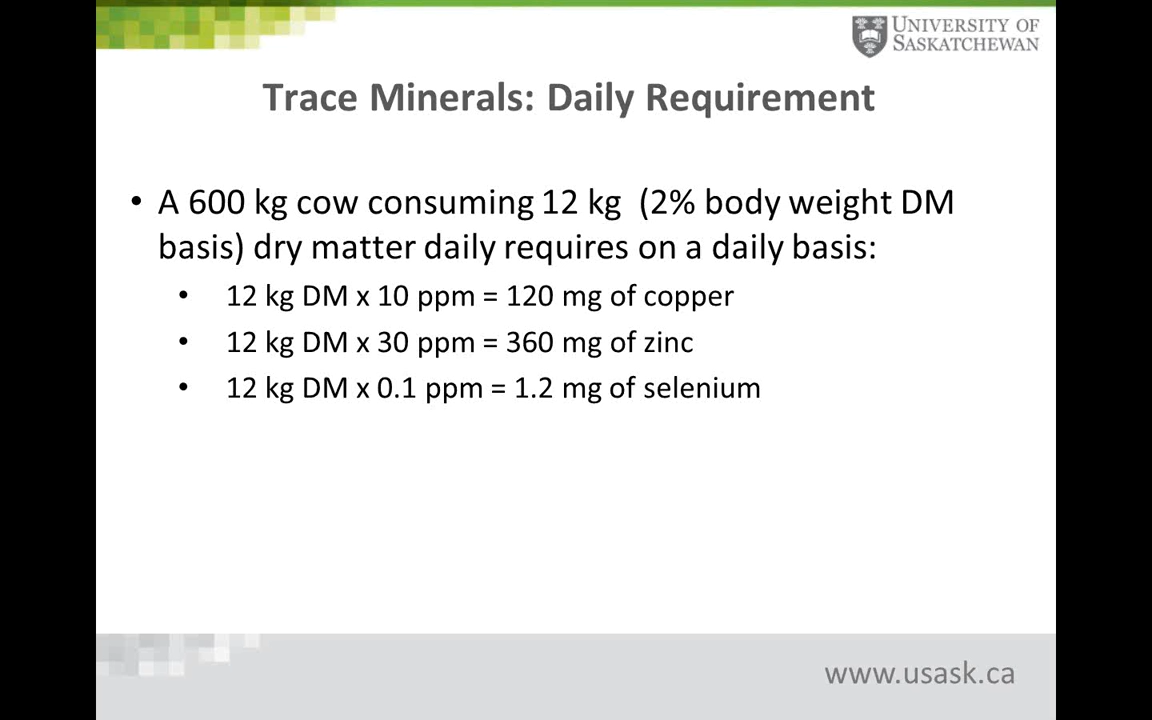 UNIVERSITY OF
SASKATCHEWAN
Trace Minerals: Daily Requirement
• A 600 kg cow consuming 12 kg  (2% body weight DM
basis) dry matter daily requires on a daily basis:
• 12 kg DM x 10 ppm = 120 mg of copper
• 12 kg DM x 30 ppm = 360 mg of zinc
• 12 kg DM x 0.1 ppm = 1.2 mg of selenium
www.usask.ca